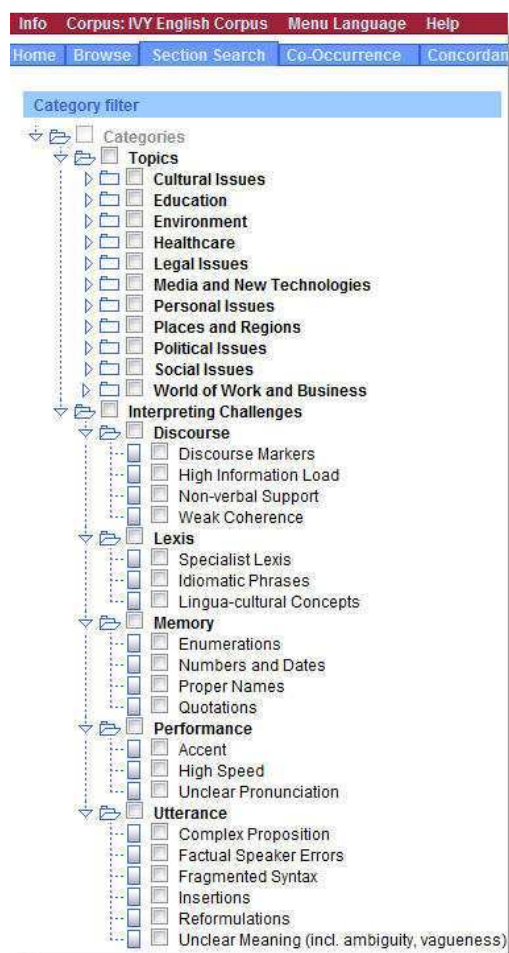 Info Corpus: IVY English Corpus Menu Language Help
Home Browse Section Search Co-Occurrence Concordan
Category filter
Categories
Topics
Cultural Issues
Education
Environment
Healthcare
Legal Issues
Media and New Technologies
Personal Issues
Places and Regions
Political Issues
Social Issues
World of Work and Business
Interpreting Challenges
Discourse
Discourse Markers
High Information Load
Non-verbal Support
Weak Coherence
Lexis
Specialist Lexis
Idiomatic Phrases
Lingua-cultural Concepts
Memory
Enumerations
Numbers and Dates
Proper Names
Quotations
Performance
Accent
High Speed
Unclear Pronunciation
Utterance
Complex Proposition
Factual Speaker Errors
Fragmented Syntax
Insertions
Reformulations
Unclear Meaning (incl. ambiguity, vagueness)